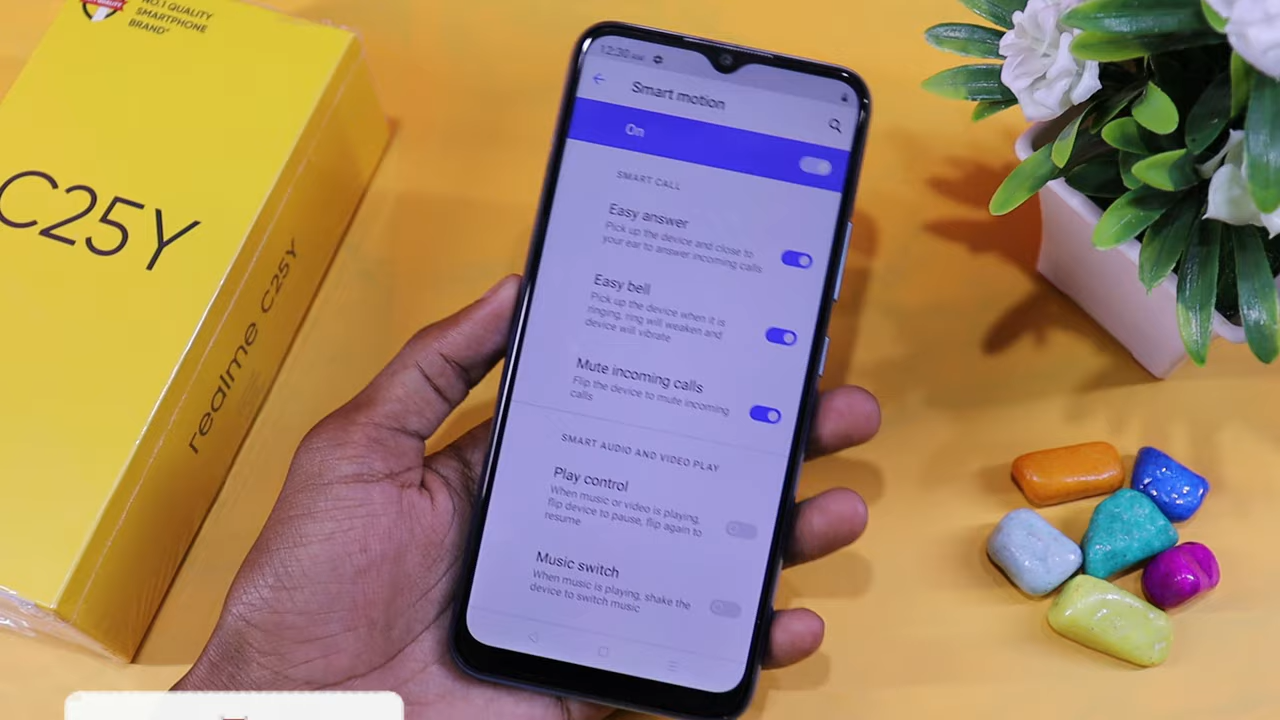 NO.1 QUALITY
SMARTPHONE
BRAND*
C25Y
realme C25Y
12:30 AM
Smart motion
On
SMART CALL
Easy answer
Pick up the device and close to
your ear to answer incoming calls
Easy bell
Pick up the device when it is
ringing, ring will weaken and
device will vibrate
Mute incoming calls
Flip the device to mute incoming
calls
SMART AUDIO AND VIDEO PLAY
Play control
When music or video is playing,
flip device to pause, flip again to
resume
Music switch
When music is playing, shake the
device to switch music